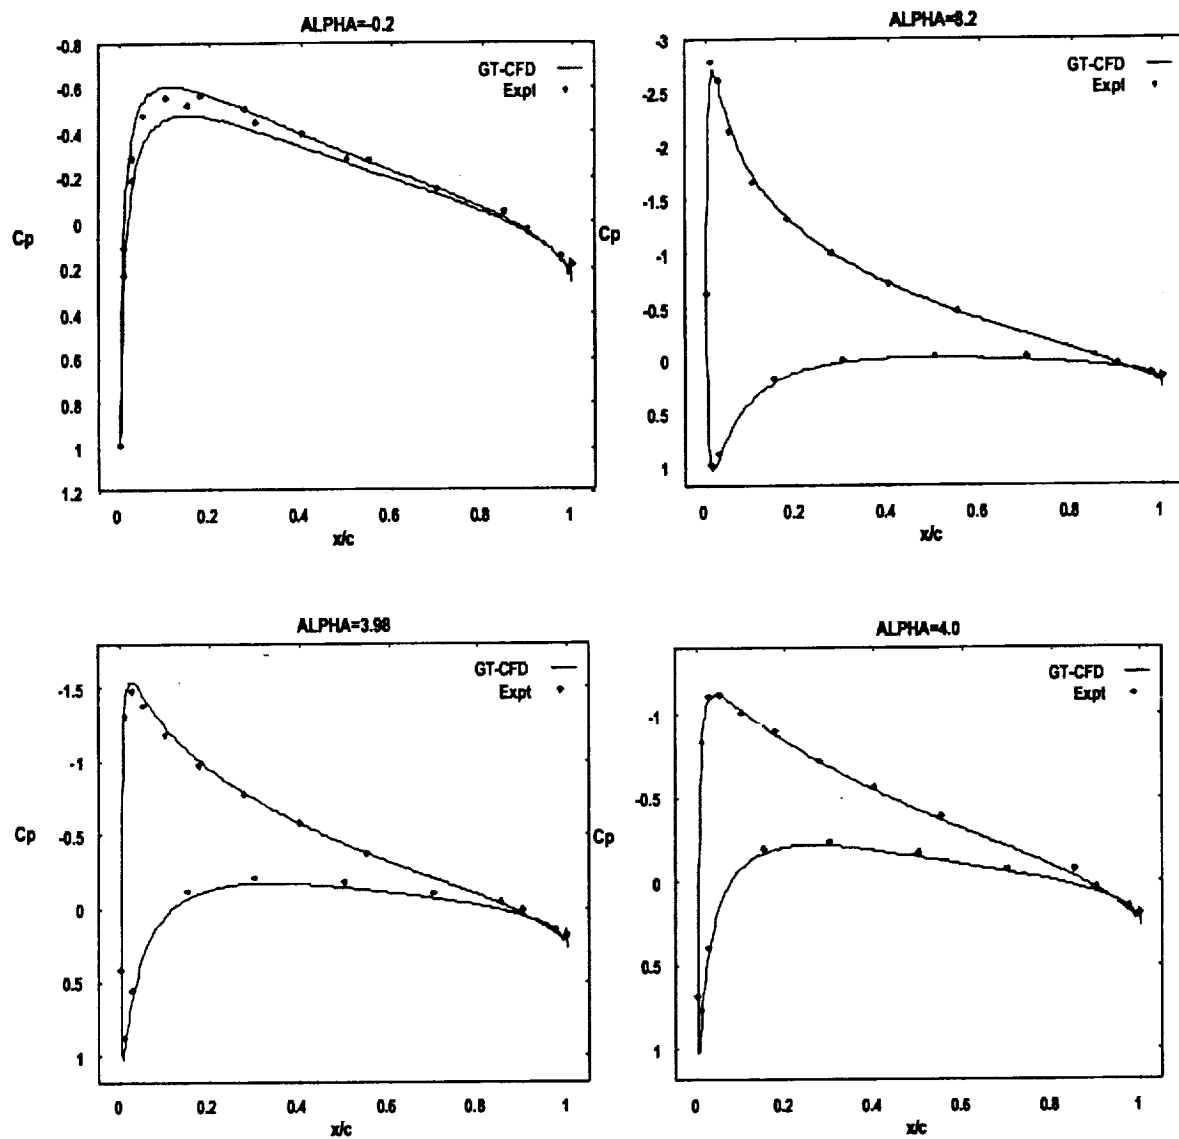 ALPHA=-0.2
-0.8
-0.6
-0.4
-0.2
0
0.2
0.4
0.6
0.8
1
1.2
Cp
GT-CFD
Expl
0 0.2 0.4 0.6 0.8 1
x/c
ALPHA=8.2
-3
-2.5
-2
-1.5
-1
-0.5
0
0.5
1
Cp
GT-CFD
Expl
0 0.2 0.4 0.6 0.8 1
x/c
ALPHA=3.98
-1.5
-1
-0.5
0
0.5
1
Cp
GT-CFD
Expt
0 0.2 0.4 0.6 0.8 1
x/c
ALPHA=4.0
-1
-0.5
0
0.5
1
Cp
GT-CFD
Expt
0 0.2 0.4 0.6 0.8 1
x/c